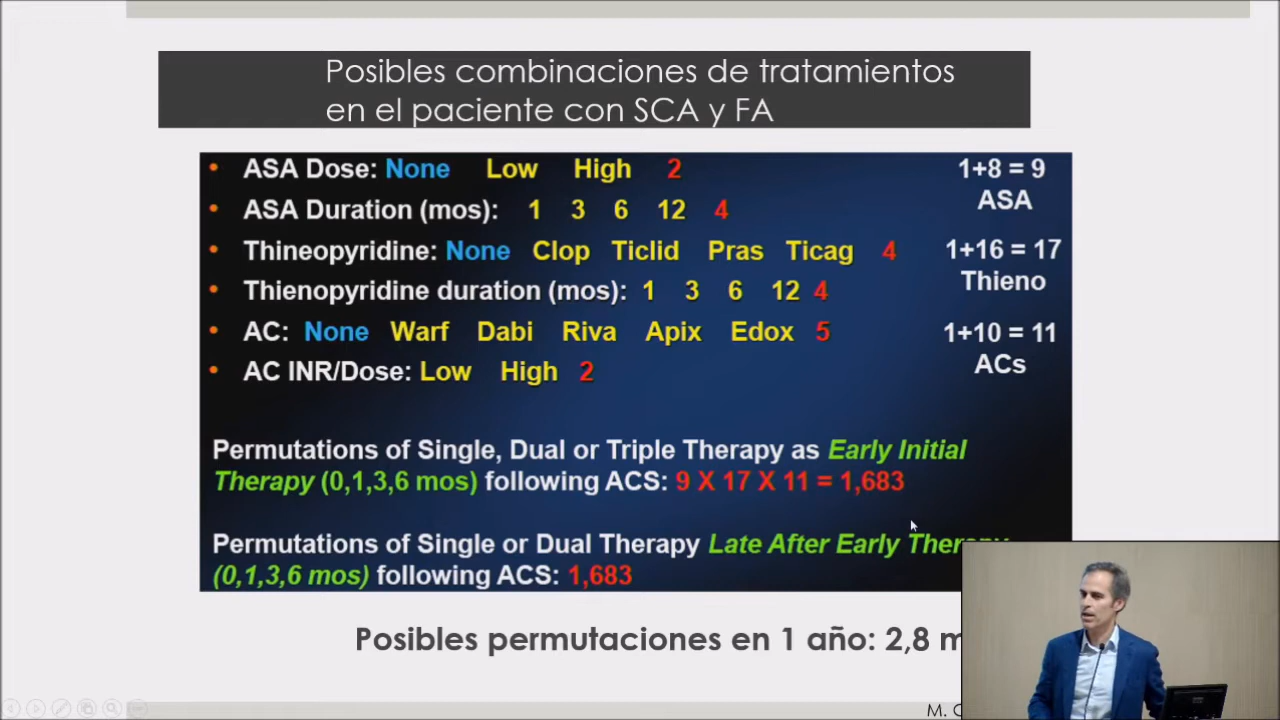 Posibles combinaciones de tratamientos
en el paciente con SCA y FA
• ASA Dose: None Low High 2
1+8 = 9
ASA
• ASA Duration (mos): 1 3 6 12 4
• Thineopyridine: None Clop Ticlid Pras Ticag 4
1+16 = 17
Thieno
• Thienopyridine duration (mos): 1 3 6 12 4
• AC: None Warf Dabi Riva Apix Edox 5
1+10 = 11
ACs
• AC INR/Dose: Low High 2
Permutations of Single, Dual or Triple Therapy as Early Initial
Therapy (0,1,3,6 mos) following ACS: 9 X 17 X 11 = 1,683
Permutations of Single or Dual Therapy Late After Early Therapy
(0,1,3,6 mos) following ACS: 1,683
Posibles permutaciones en 1 año: 2,8
M.